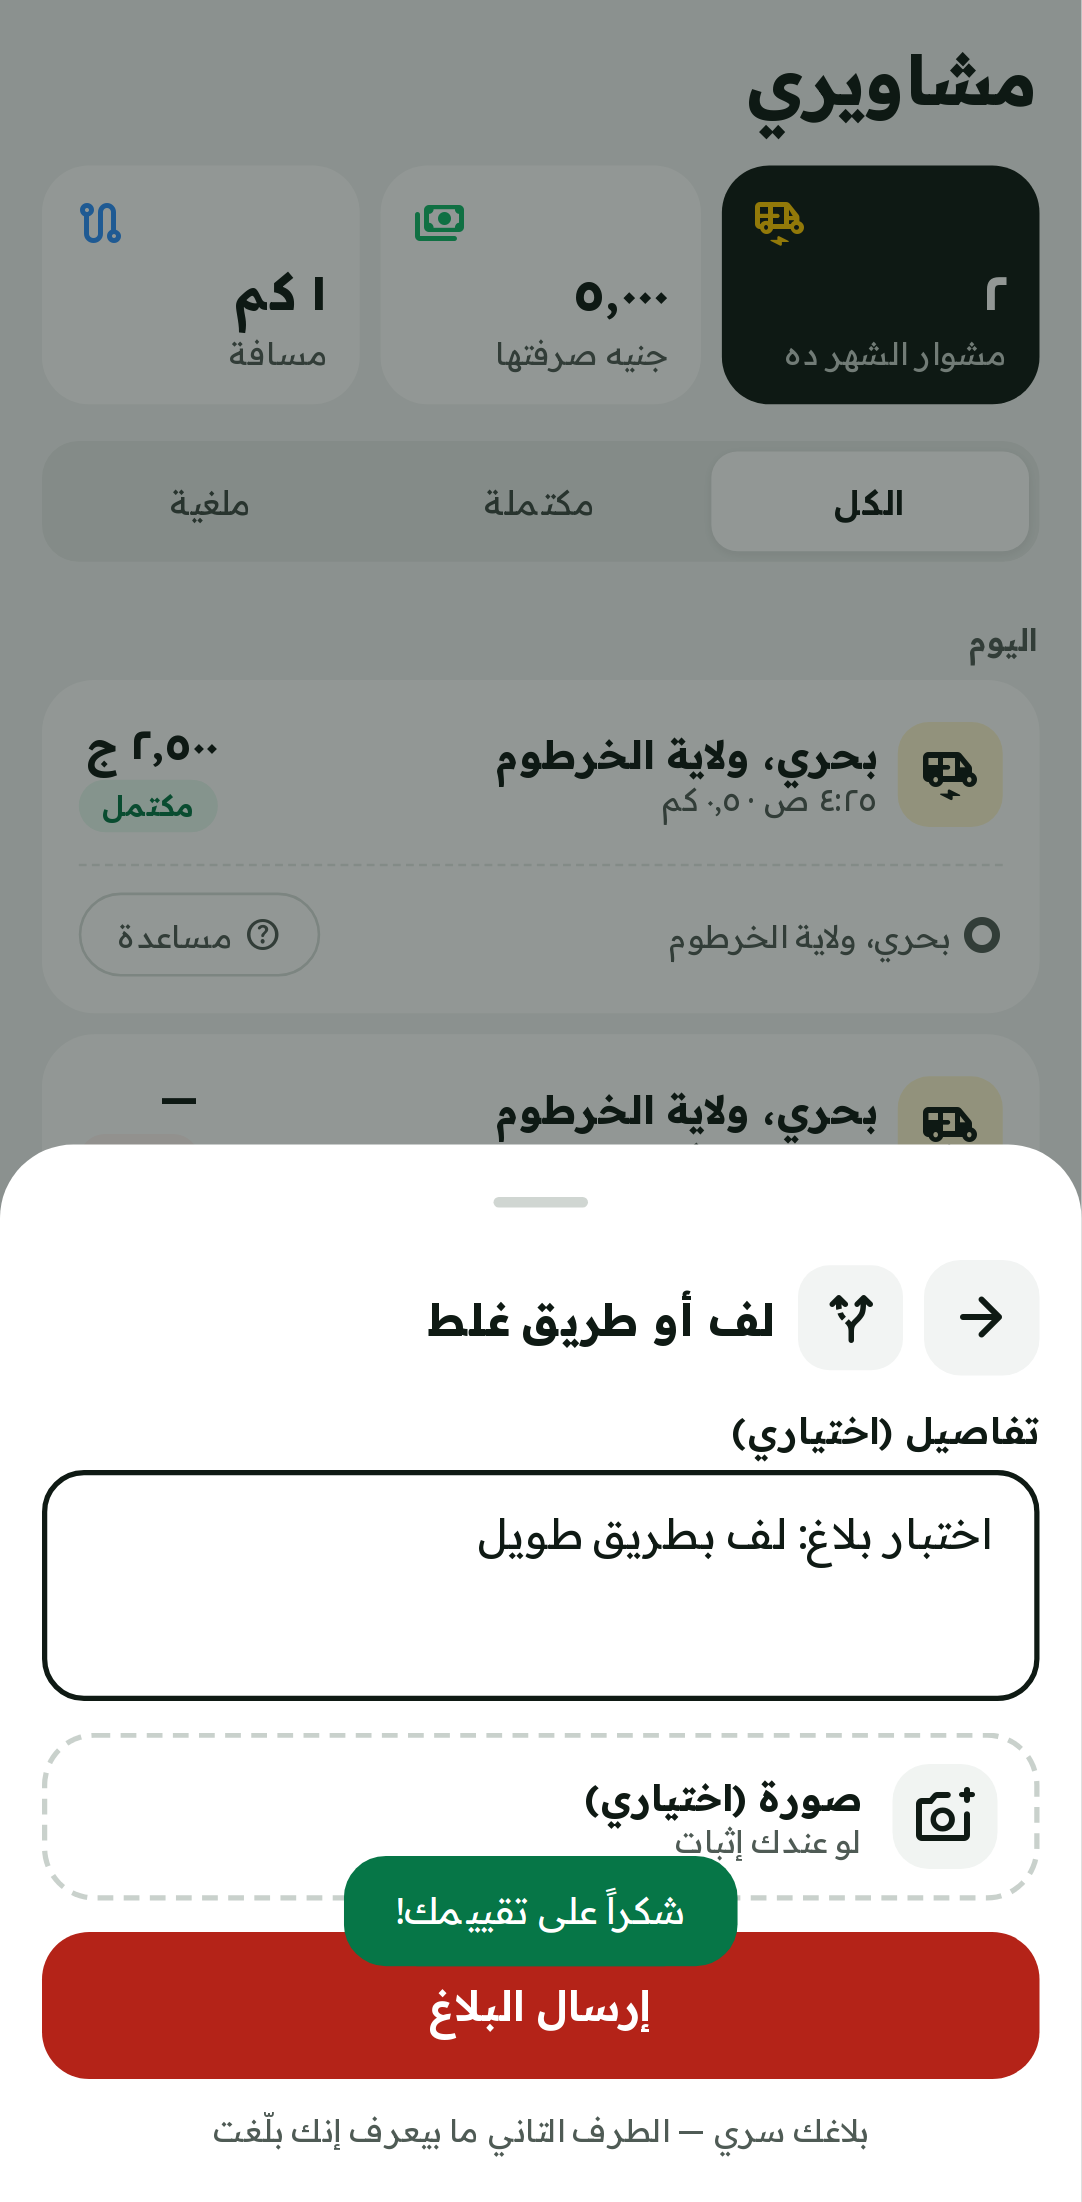 مشاويري
٢
مشوار الشهر ده
٥,٠٠٠
جنيه صرفتها
١ كم
مسافة
الكل
مكتملة
ملغية
اليوم
بحري، ولاية الخرطوم
٤:٢٥ ص · ٠,٥ كم
٢,٥٠٠ ج
مكتمل
بحري، ولاية الخرطوم
مساعدة
بحري، ولاية الخرطوم
—
لف أو طريق غلط
تفاصيل (اختياري)
اختبار بلاغ: لف بطريق طويل
صورة (اختياري)
لو عندك إثبات
شكراً على تقييمك!
إرسال البلاغ
بلاغك سري — الطرف التاني ما بيعرف إنك بلّغت